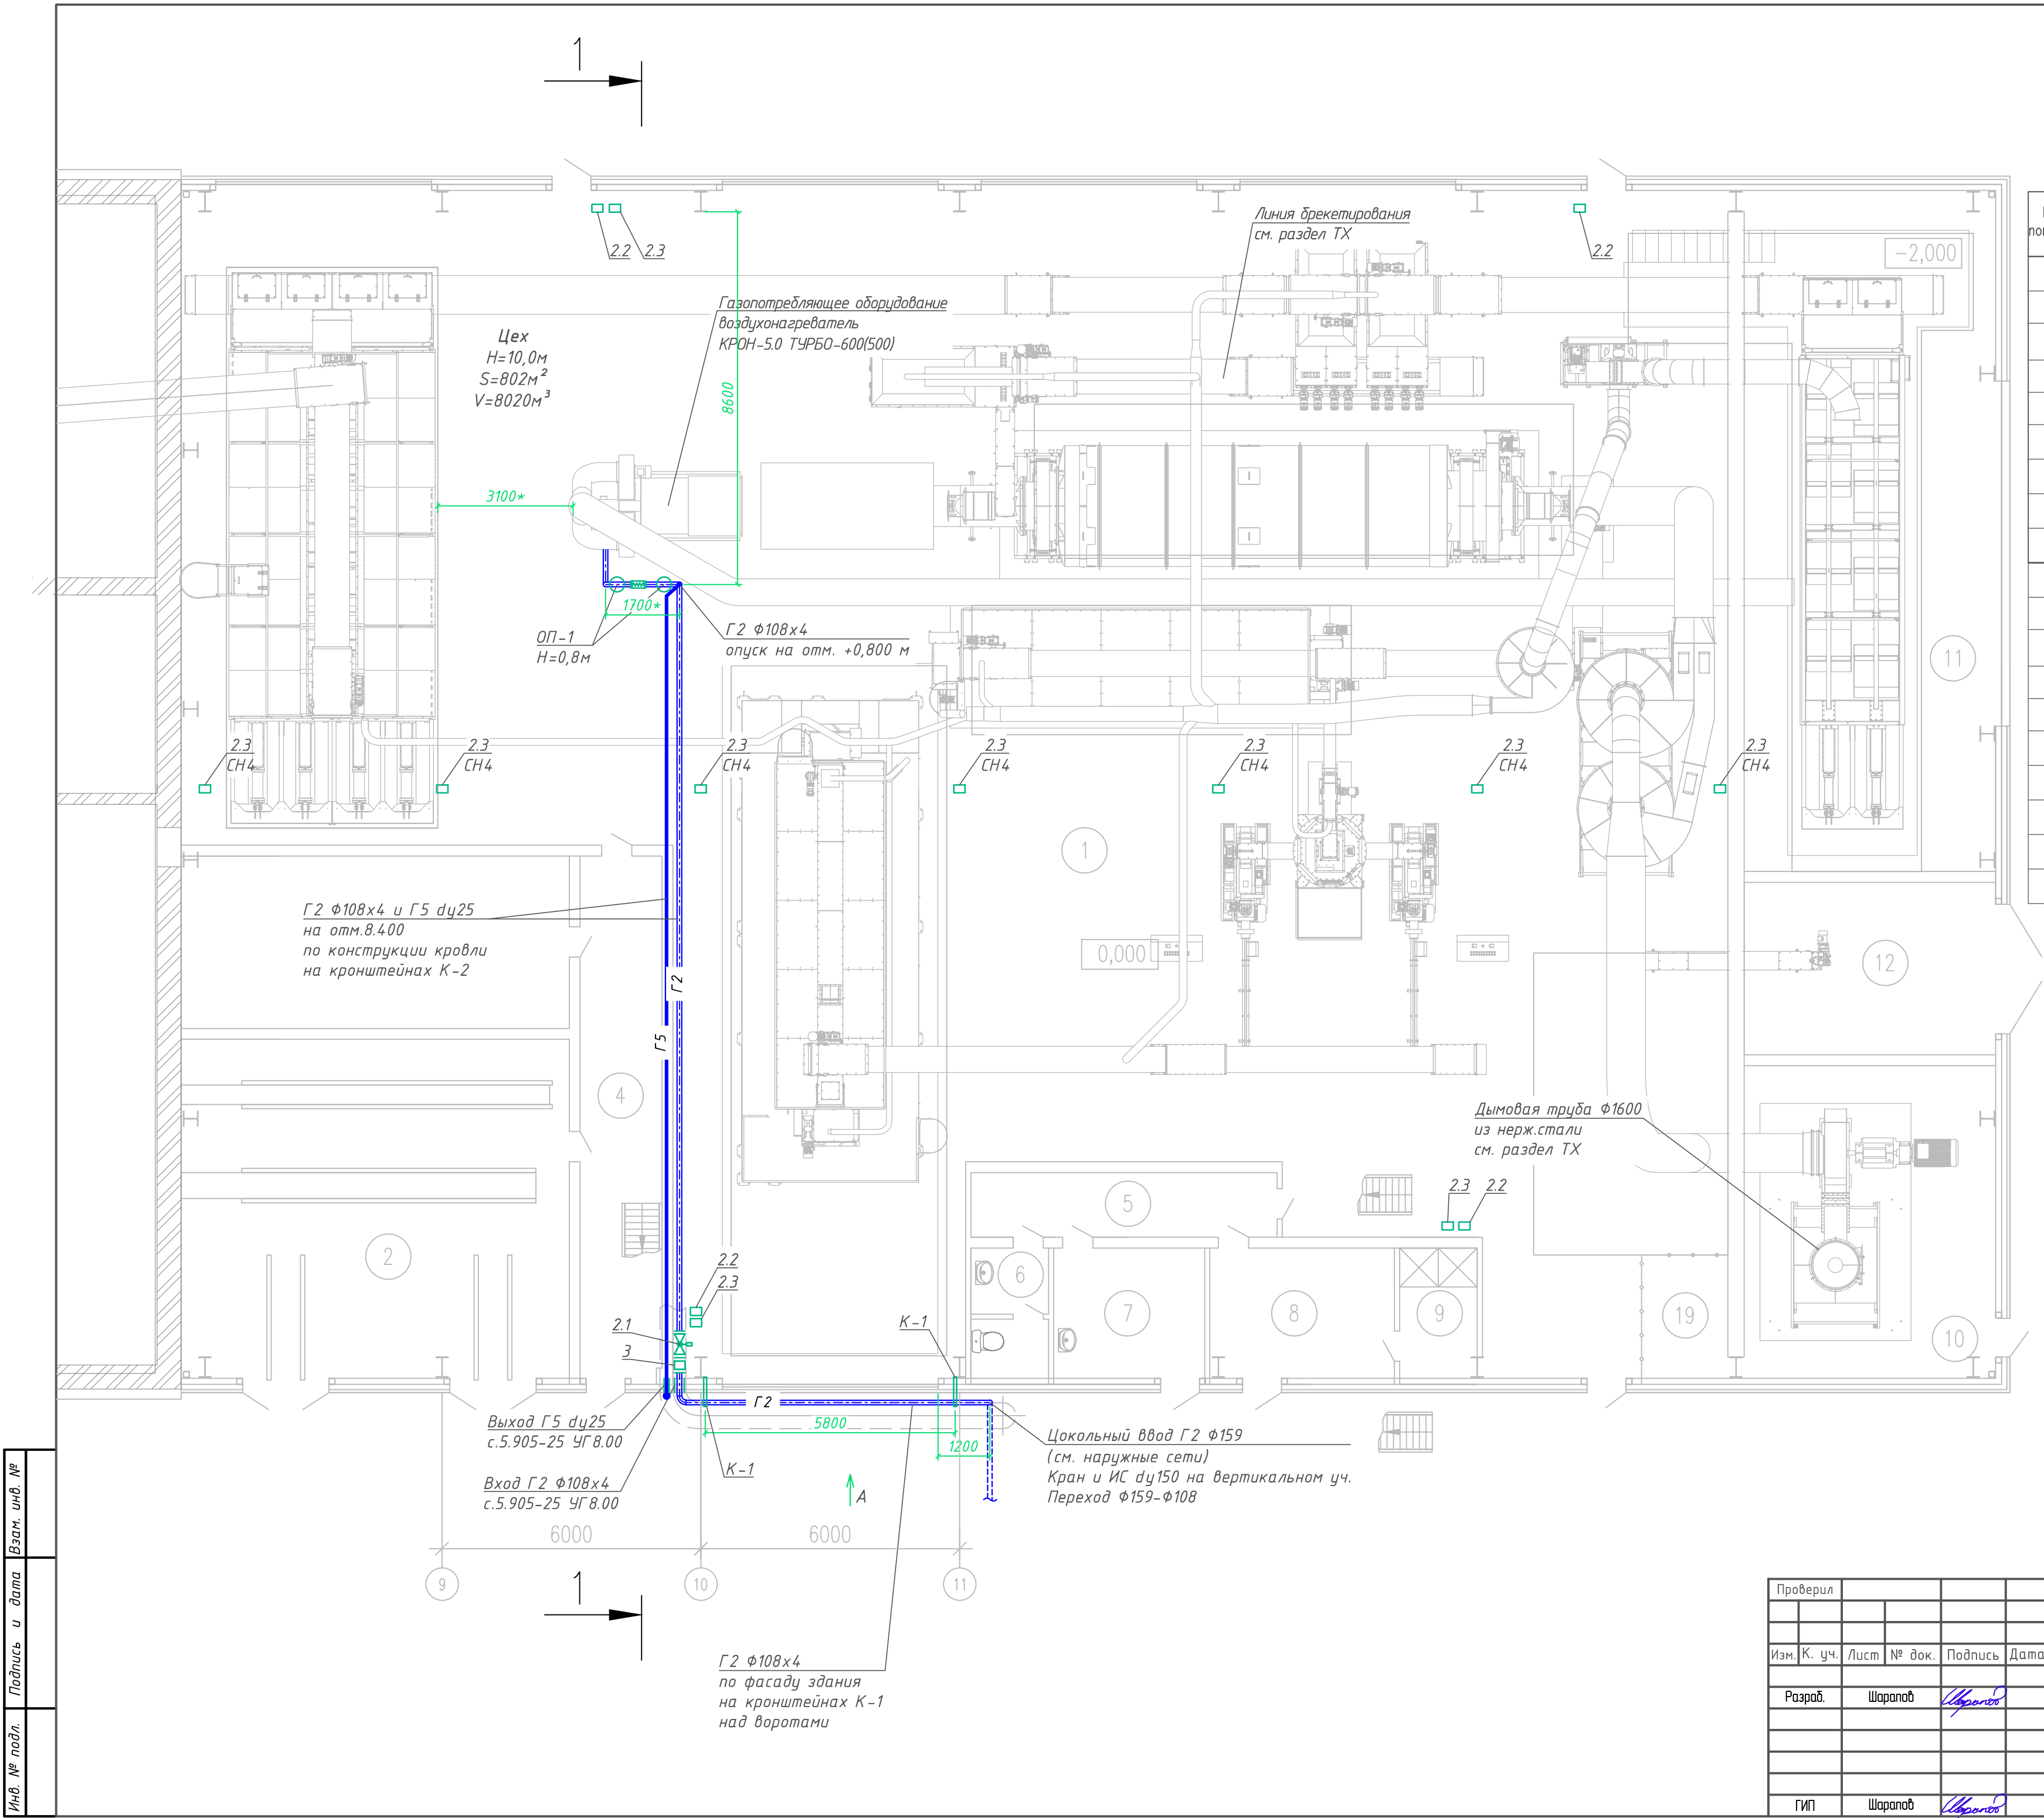 1
2.2
2.3
Линия брекетирования
см. раздел ТХ
2.2
-2,000
Газопотребляющее оборудование
воздухонагреватель
КРОН-5.0 ТУРБО-600(500)
Цех
H=10,0м
S=802м²
V=8020м³
8600
3100*
1700*
ОП-1
H=0,8м
Г2 Ф108х4
опуск на отм. +0,800 м
11
2.3
CH4
2.3
CH4
2.3
CH4
2.3
CH4
2.3
CH4
2.3
CH4
2.3
CH4
1
Г2 Ф108х4 и Г5 dy25
на отм.8.400
по конструкции кровли
на кронштейнах К-2
0,000
12
Г2
Г5
4
Дымовая труба Ф1600
из нерж.стали
см. раздел ТХ
5
2.3
2.2
2
2.2
2.3
6
7
8
9
19
10
2.1
3
К-1
Г2
Выход Г5 dy25
с.5.905-25 УГ8.00
5800
1200
Цокольный ввод Г2 Ф159
(см. наружные сети)
Кран и ИС dy150 на вертикальном уч.
Переход Ф159-Ф108
К-1
Вход Г2 Ф108х4
с.5.905-25 УГ8.00
А
6000
6000
9
10
11
1
Г2 Ф108х4
по фасаду здания
на кронштейнах К-1
над воротами
Взам. инв. №
Подпись и дата
Инв. № подл.
Проверил
Изм.
К. уч.
Лист
№ док.
Подпись
Дата
Разраб.
Шарапов
ГИП
Шарапов